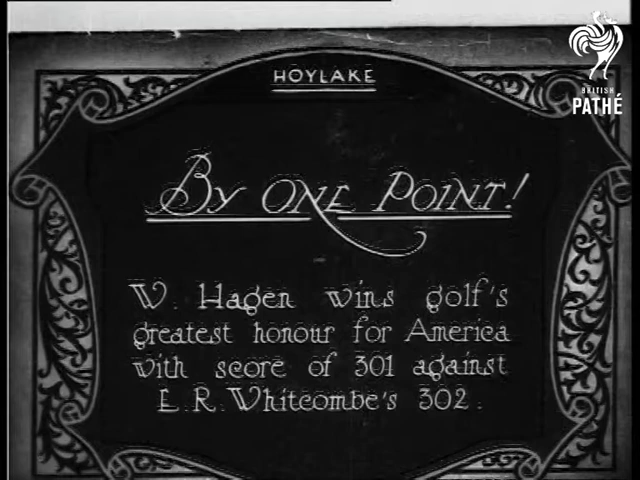 HOYLAKE
BRITISH
PATHÉ
BY ONE POINT!
W. Hagen wins golf's
greatest honour for America
with score of 301 against
E.R. Whitcombe's 302.